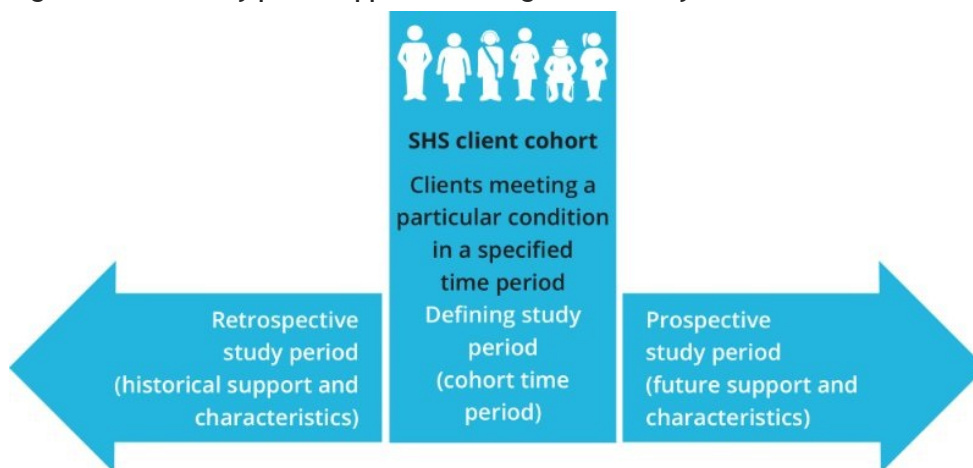 SHS client cohort
Clients meeting a
particular condition
in a specified
time period
Defining study
period
(cohort time
period)
Retrospective
study period
(historical support and
characteristics)
Prospective
study period
(future support and
characteristics)